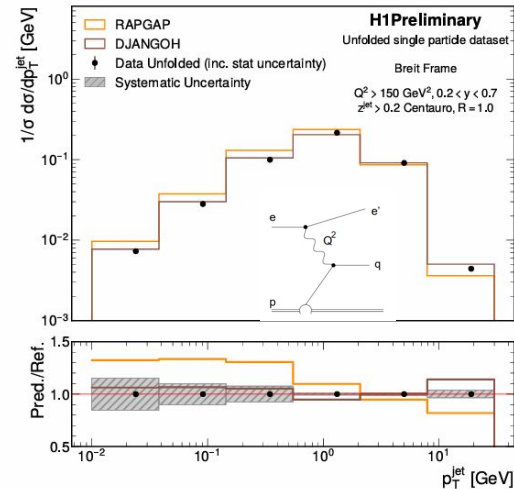 RAPGAP
DJANGOH
Data Unfolded (inc. stat uncertainty)
Systematic Uncertainty
H1Preliminary
Unfolded single particle dataset
Breit Frame
Q² > 150 GeV², 0.2 < y < 0.7
z^jet > 0.2 Centauro, R = 1.0
1/σ dσ/dp_T^jet [GeV]
10⁰
10⁻¹
10⁻²
10⁻³
e
e'
Q²
q
p
Pred./Ref.
1.5
1.0
0.5
10⁻² 10⁻¹ 10⁰ 10¹
p_T^jet [GeV]